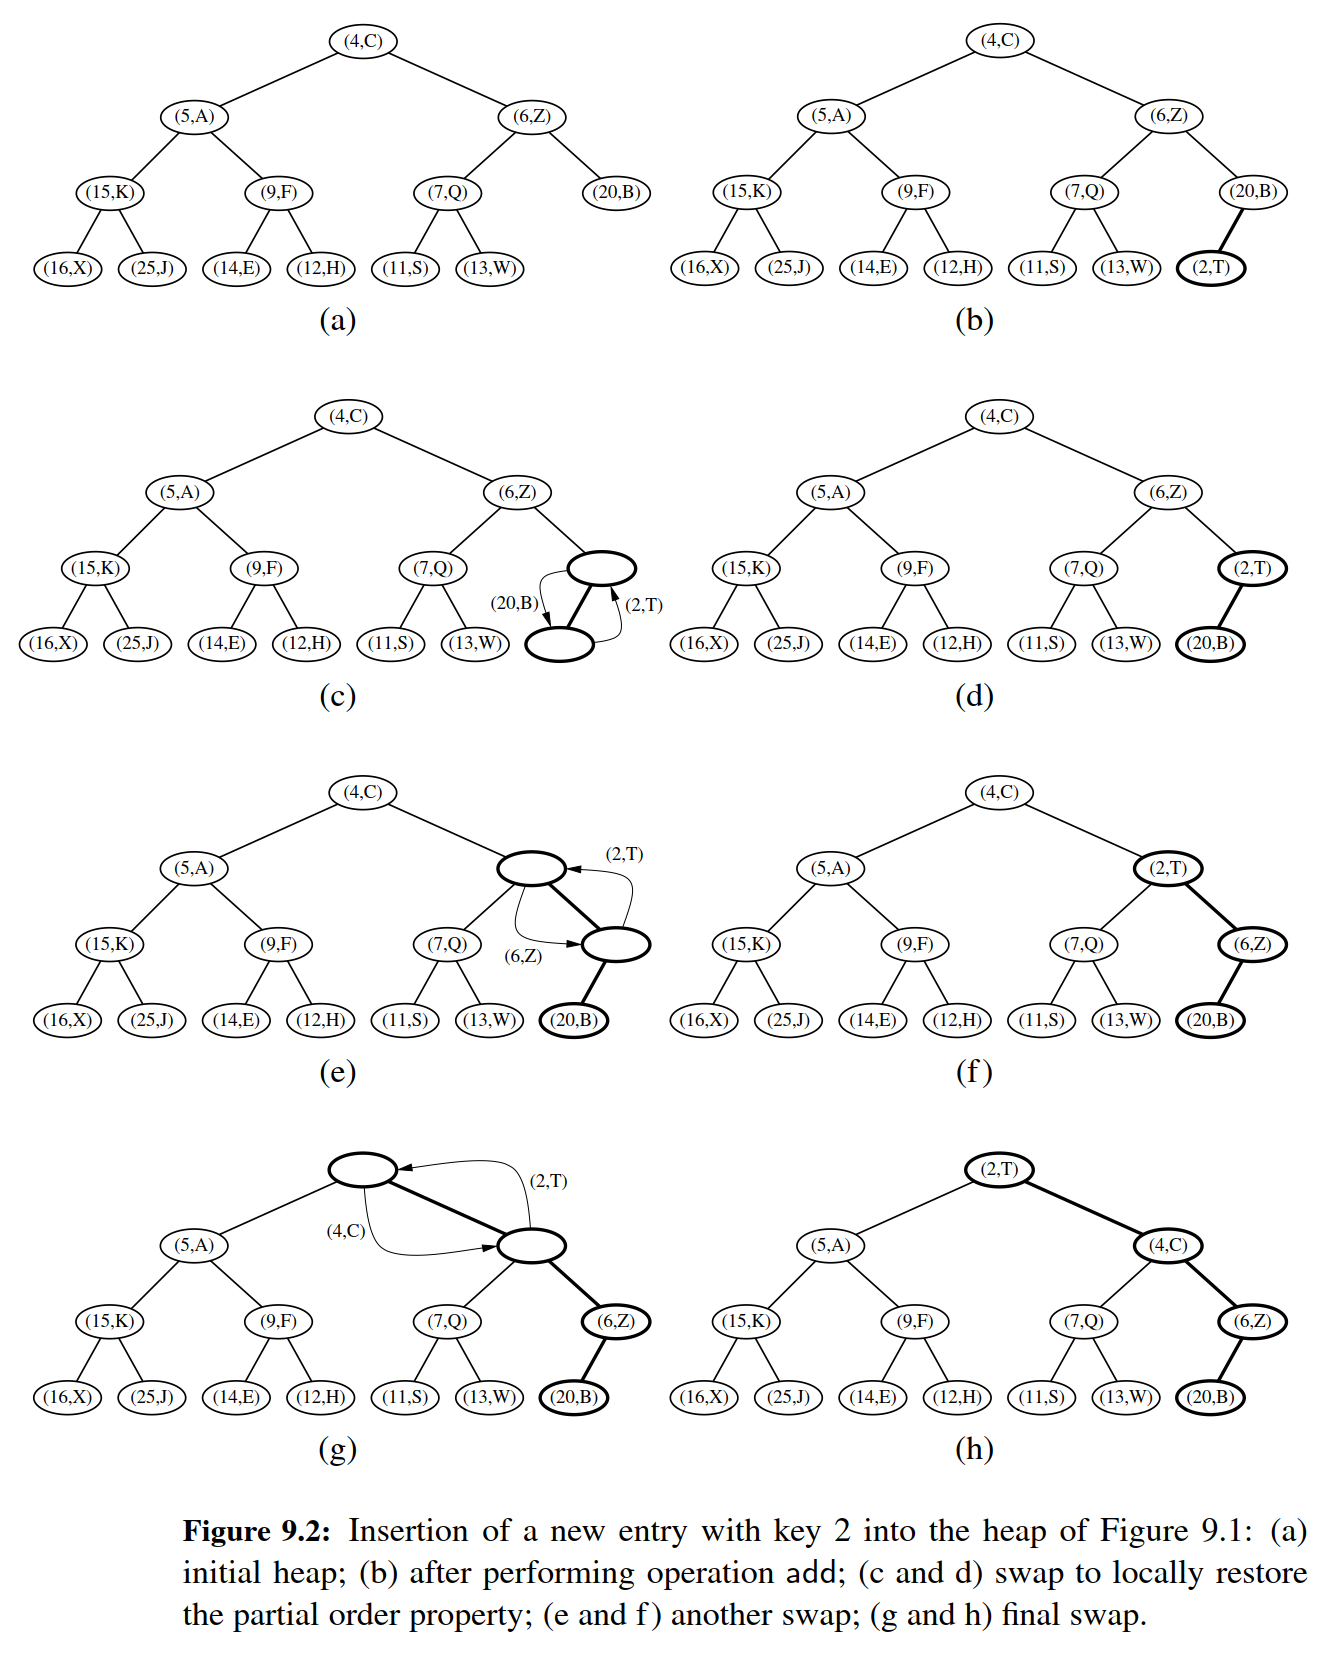 (4,C)
(5,A) (6,Z)
(15,K) (9,F) (7,Q) (20,B)
(16,X) (25,J) (14,E) (12,H) (11,S) (13,W)
(a)
(4,C)
(5,A) (6,Z)
(15,K) (9,F) (7,Q) (20,B)
(16,X) (25,J) (14,E) (12,H) (11,S) (13,W) (2,T)
(b)
(4,C)
(5,A) (6,Z)
(15,K) (9,F) (7,Q)
(20,B) (2,T)
(16,X) (25,J) (14,E) (12,H) (11,S) (13,W)
(c)
(4,C)
(5,A) (6,Z)
(15,K) (9,F) (7,Q) (2,T)
(16,X) (25,J) (14,E) (12,H) (11,S) (13,W) (20,B)
(d)
(4,C)
(2,T)
(5,A)
(15,K) (9,F) (7,Q) (6,Z)
(16,X) (25,J) (14,E) (12,H) (11,S) (13,W) (20,B)
(e)
(4,C)
(5,A) (2,T)
(15,K) (9,F) (7,Q) (6,Z)
(16,X) (25,J) (14,E) (12,H) (11,S) (13,W) (20,B)
(f)
(2,T)
(4,C)
(5,A)
(15,K) (9,F) (7,Q) (6,Z)
(16,X) (25,J) (14,E) (12,H) (11,S) (13,W) (20,B)
(g)
(2,T)
(5,A) (4,C)
(15,K) (9,F) (7,Q) (6,Z)
(16,X) (25,J) (14,E) (12,H) (11,S) (13,W) (20,B)
(h)
Figure 9.2: Insertion of a new entry with key 2 into the heap of Figure 9.1: (a)
initial heap; (b) after performing operation add; (c and d) swap to locally restore
the partial order property; (e and f) another swap; (g and h) final swap.